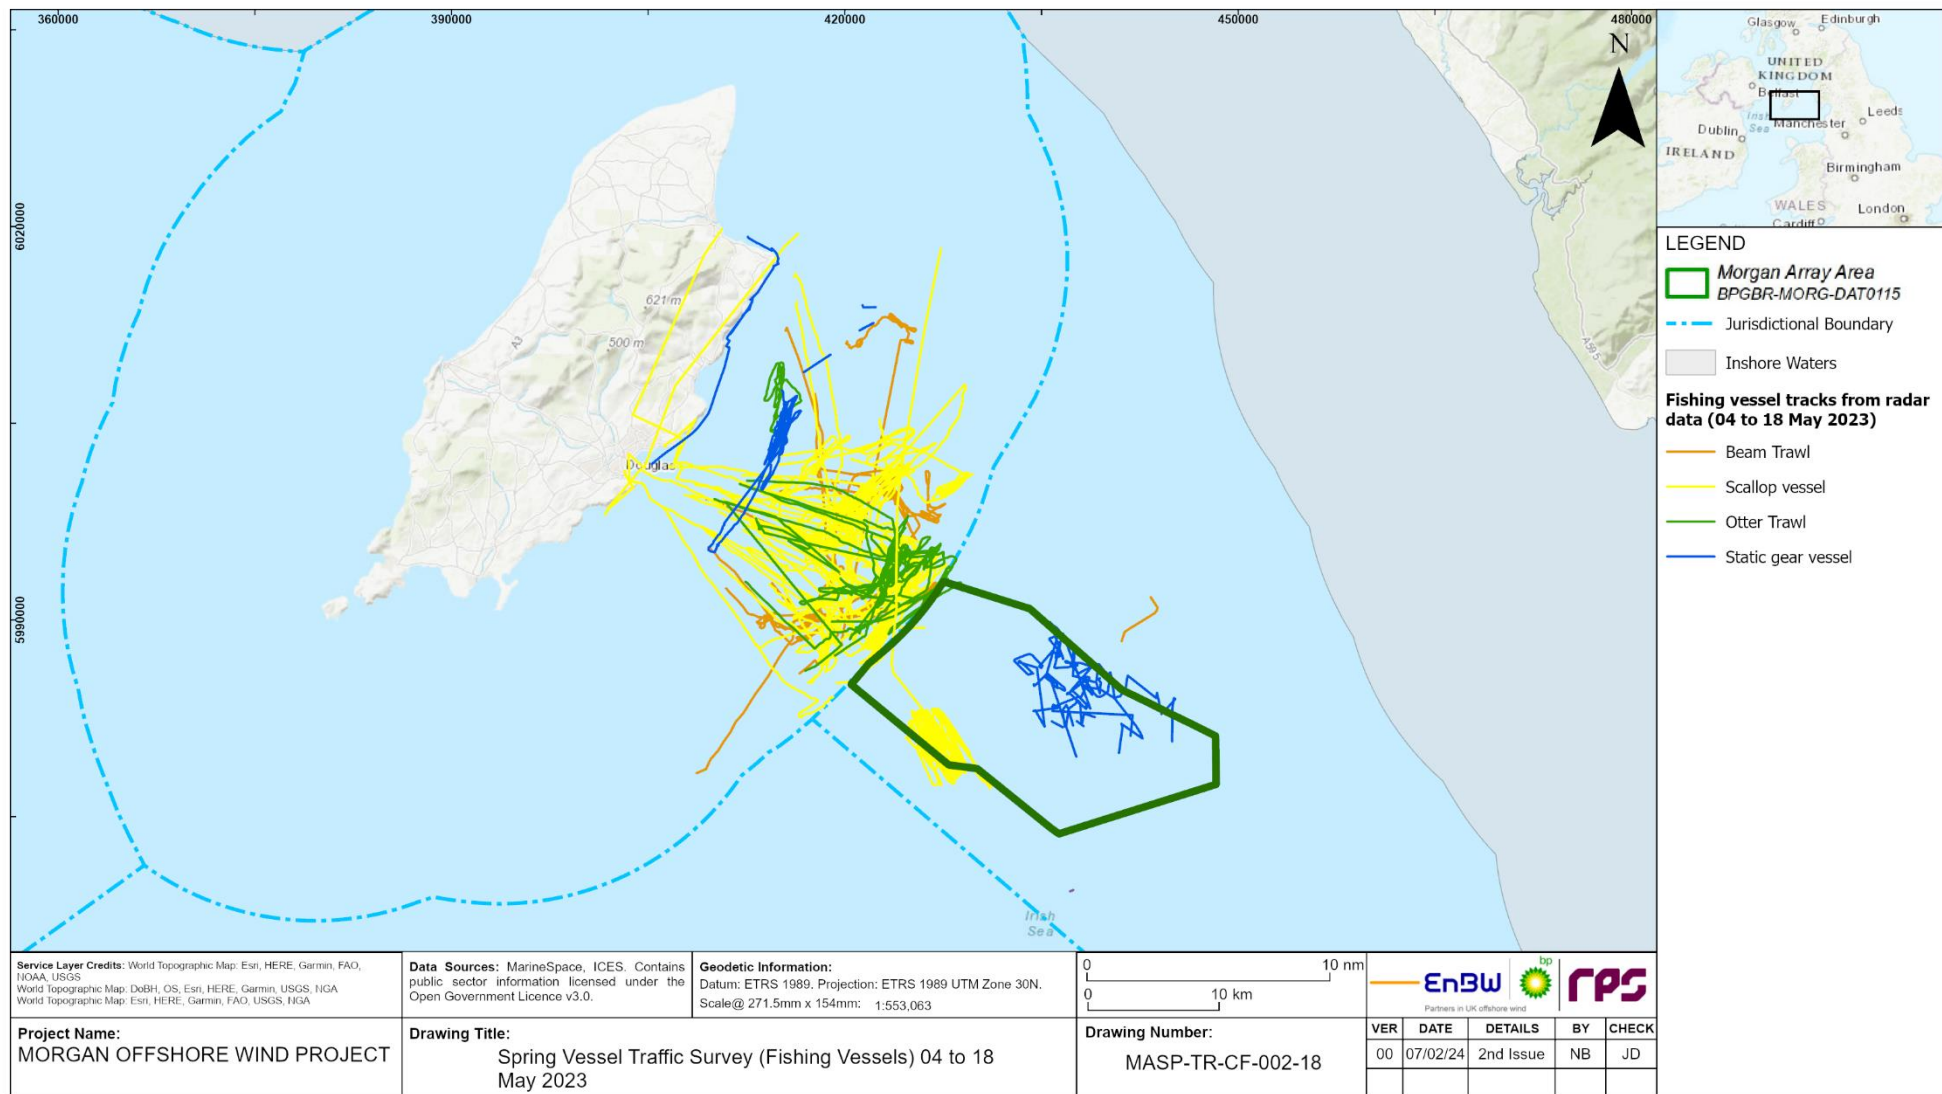 360000
390000
420000
450000
480000
6020000
5990000
N
621 m
500 m
A3
Douglas
A595
Irish
Sea
Glasgow
Edinburgh
UNITED
KINGDOM
Belfast
Irish
Sea
Leeds
Manchester
Dublin
IRELAND
Birmingham
WALES
London
Cardiff
LEGEND
Morgan Array Area
BPGBR-MORG-DAT0115
Jurisdictional Boundary
Inshore Waters
Fishing vessel tracks from radar
data (04 to 18 May 2023)
Beam Trawl
Scallop vessel
Otter Trawl
Static gear vessel
Service Layer Credits: World Topographic Map: Esri, HERE, Garmin, FAO,
NOAA, USGS
World Topographic Map: DoBH, OS, Esri, HERE, Garmin, USGS, NGA
World Topographic Map: Esri, HERE, Garmin, FAO, USGS, NGA
Data Sources: MarineSpace, ICES. Contains
public sector information licensed under the
Open Government Licence v3.0.
Geodetic Information:
Datum: ETRS 1989. Projection: ETRS 1989 UTM Zone 30N.
Scale@ 271.5mm x 154mm: 1:553,063
0 10 nm
0 10 km
EnBW bp rps
Partners in UK offshore wind
Project Name:
MORGAN OFFSHORE WIND PROJECT
Drawing Title:
Spring Vessel Traffic Survey (Fishing Vessels) 04 to 18
May 2023
Drawing Number:
MASP-TR-CF-002-18
VER DATE DETAILS BY CHECK
00 07/02/24 2nd Issue NB JD